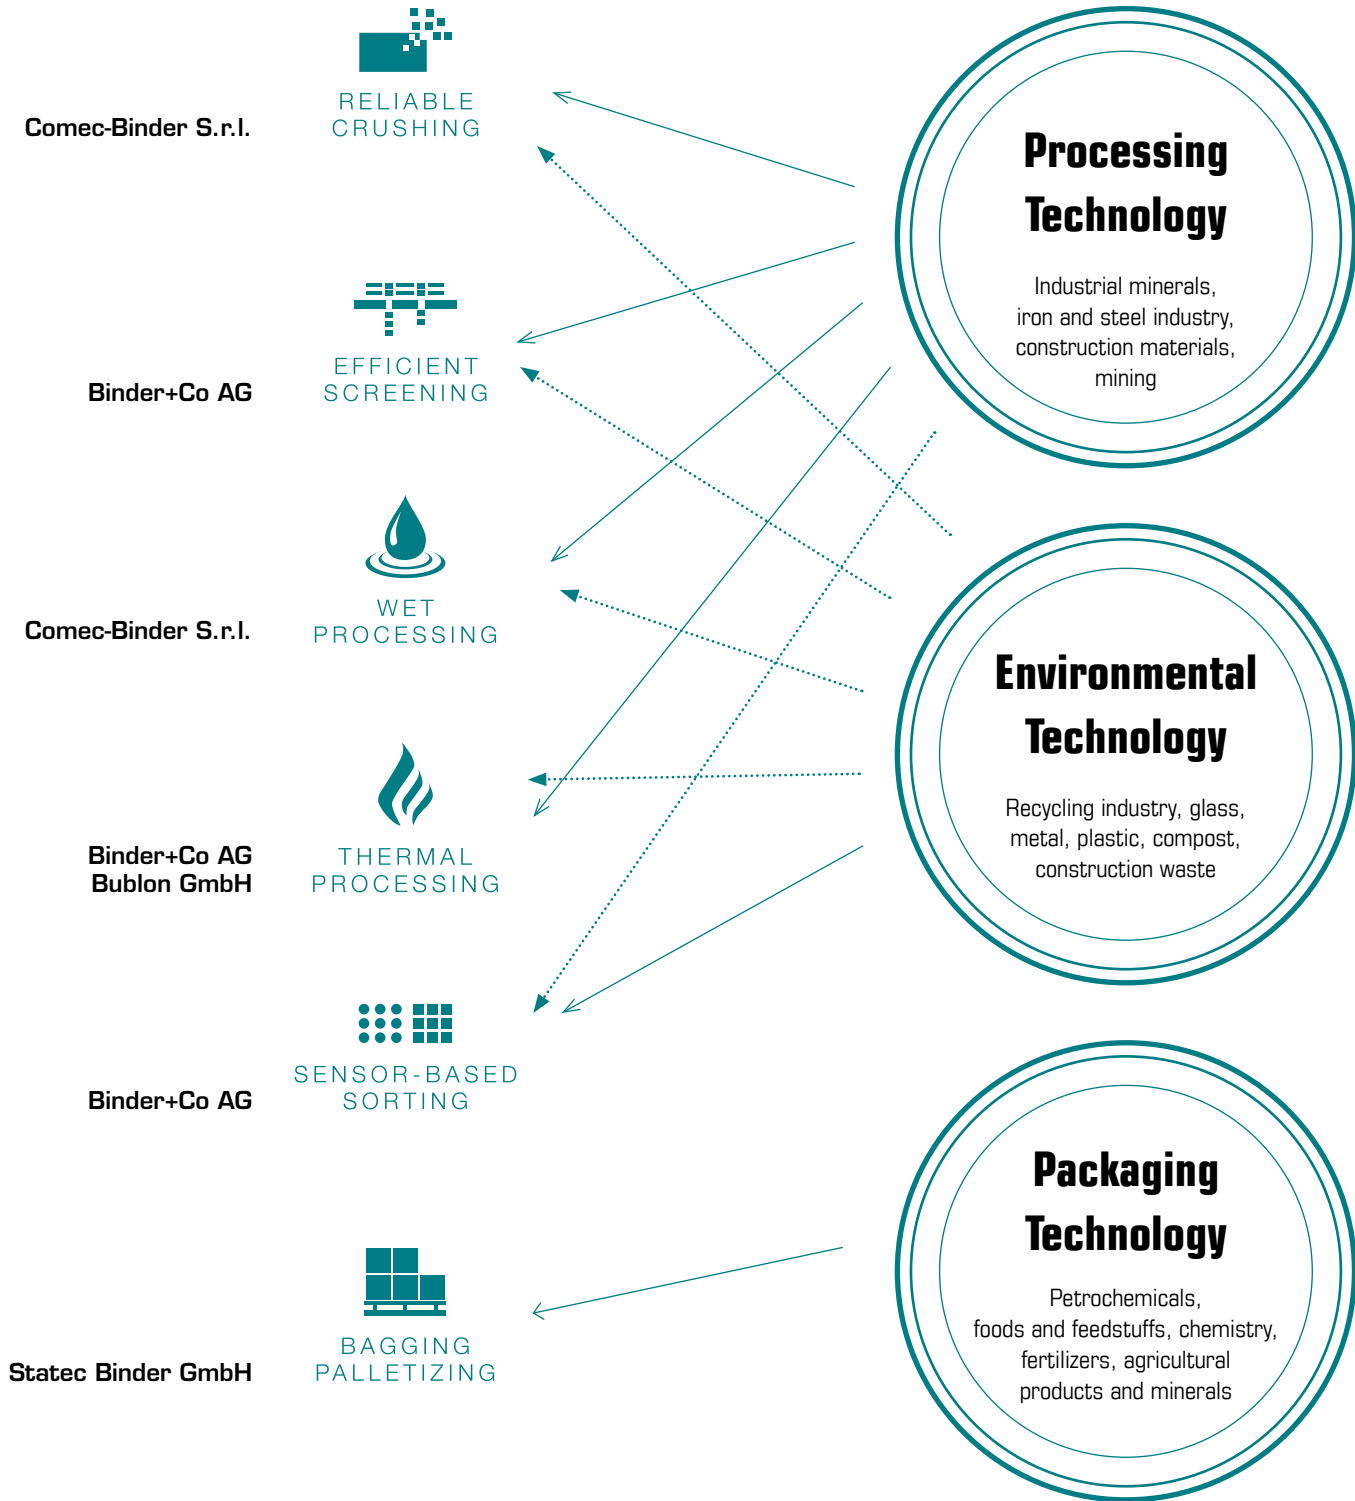 Comec-Binder S.r.l.
RELIABLE
CRUSHING
Binder+Co AG
EFFICIENT
SCREENING
Comec-Binder S.r.l.
WET
PROCESSING
Binder+Co AG
Bublon GmbH
THERMAL
PROCESSING
Binder+Co AG
SENSOR-BASED
SORTING
Statec Binder GmbH
BAGGING
PALLETIZING
Processing
Technology
Industrial minerals,
iron and steel industry,
construction materials,
mining
Environmental
Technology
Recycling industry, glass,
metal, plastic, compost,
construction waste
Packaging
Technology
Petrochemicals,
foods and feedstuffs, chemistry,
fertilizers, agricultural
products and minerals